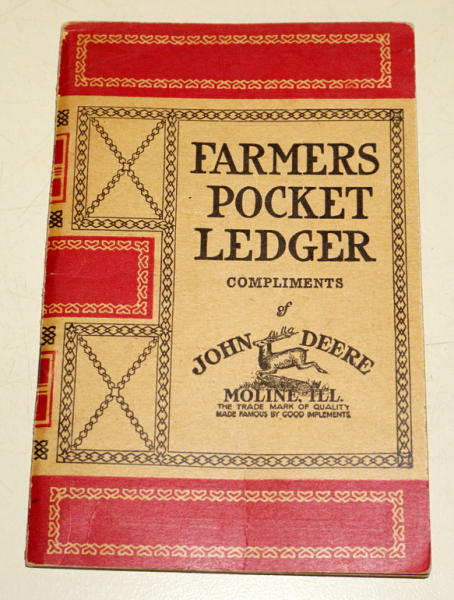 FARMERS
POCKET
LEDGER
COMPLIMENTS
of
JOHN DEERE
MOLINE, ILL.
THE TRADE MARK OF QUALITY
MADE FAMOUS BY GOOD IMPLEMENTS